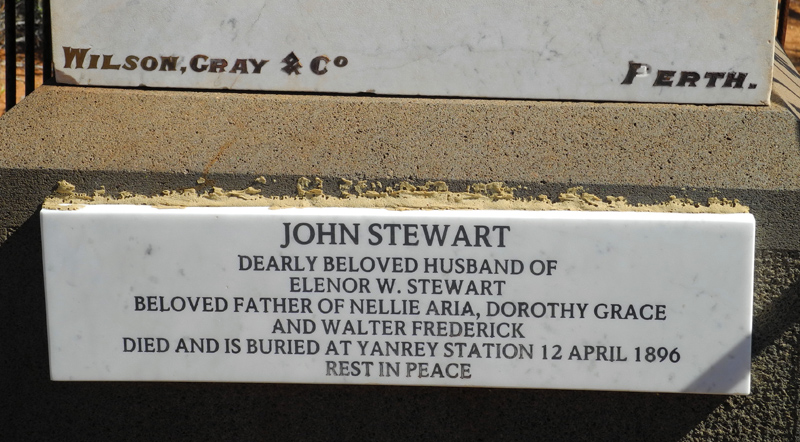 WILSON, GRAY & Co PERTH.
JOHN STEWART
DEARLY BELOVED HUSBAND OF
ELENOR W. STEWART
BELOVED FATHER OF NELLIE ARIA, DOROTHY GRACE
AND WALTER FREDERICK
DIED AND IS BURIED AT YANREY STATION 12 APRIL 1896
REST IN PEACE